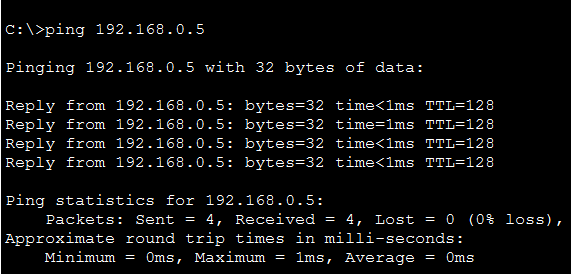 C:\>ping 192.168.0.5
Pinging 192.168.0.5 with 32 bytes of data:
Reply from 192.168.0.5: bytes=32 time<1ms TTL=128
Reply from 192.168.0.5: bytes=32 time=1ms TTL=128
Reply from 192.168.0.5: bytes=32 time<1ms TTL=128
Reply from 192.168.0.5: bytes=32 time<1ms TTL=128
Ping statistics for 192.168.0.5:
    Packets: Sent = 4, Received = 4, Lost = 0 (0% loss),
Approximate round trip times in milli-seconds:
    Minimum = 0ms, Maximum = 1ms, Average = 0ms